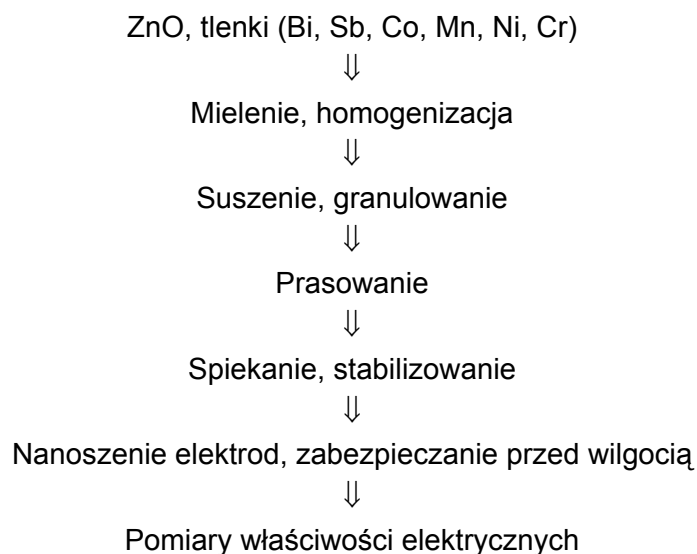 ZnO, tlenki (Bi, Sb, Co, Mn, Ni, Cr)
⇓
Mielenie, homogenizacja
⇓
Suszenie, granulowanie
⇓
Prasowanie
⇓
Spiekanie, stabilizowanie
⇓
Nanoszenie elektrod, zabezpieczanie przed wilgocią
⇓
Pomiary właściwości elektrycznych